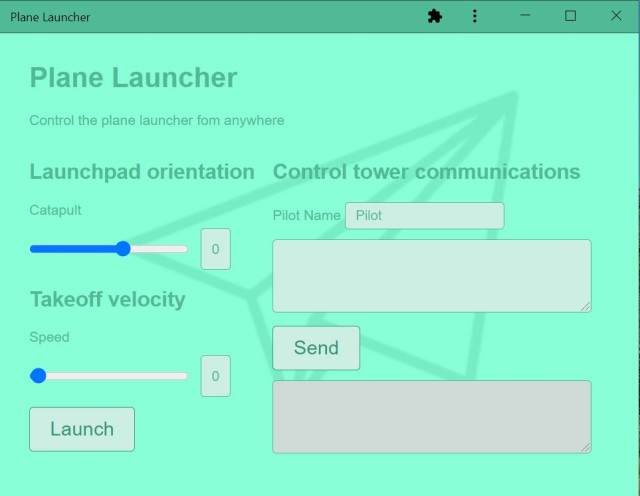 Plane Launcher
Plane Launcher
Control the plane launcher fom anywhere
Launchpad orientation
Catapult
0
Takeoff velocity
Speed
0
Launch
Control tower communications
Pilot Name Pilot
Send